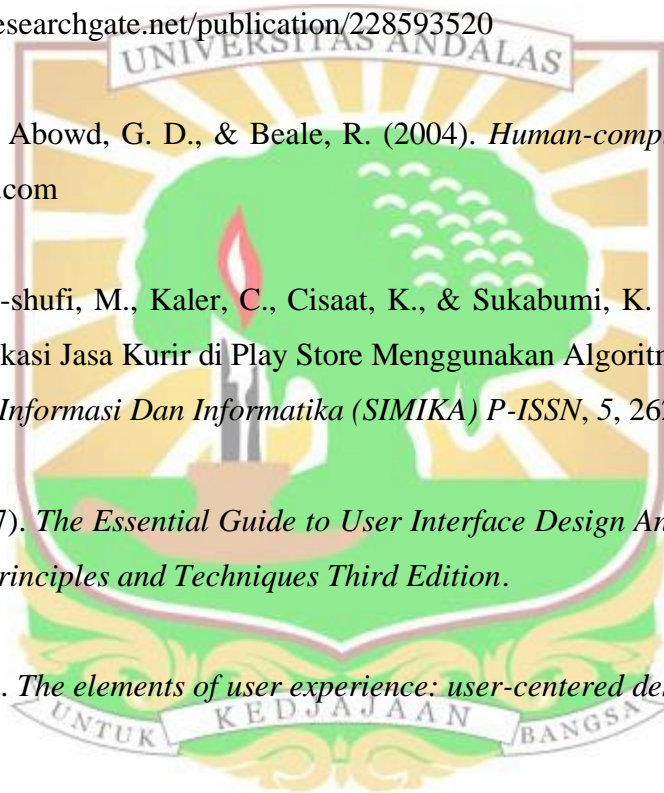 esearchgate.net/publication/228593520
UNIVERSITAS ANDALAS
Abowd, G. D., & Beale, R. (2004). Human-comp
.com
-shufi, M., Kaler, C., Cisaat, K., & Sukabumi, K.
kasi Jasa Kurir di Play Store Menggunakan Algorit
Informasi Dan Informatika (SIMIKA) P-ISSN, 5, 262
7). The Essential Guide to User Interface Design An
rinciples and Techniques Third Edition.
. The elements of user experience: user-centered de
UNTUK KEDJAJAAN BANGSA